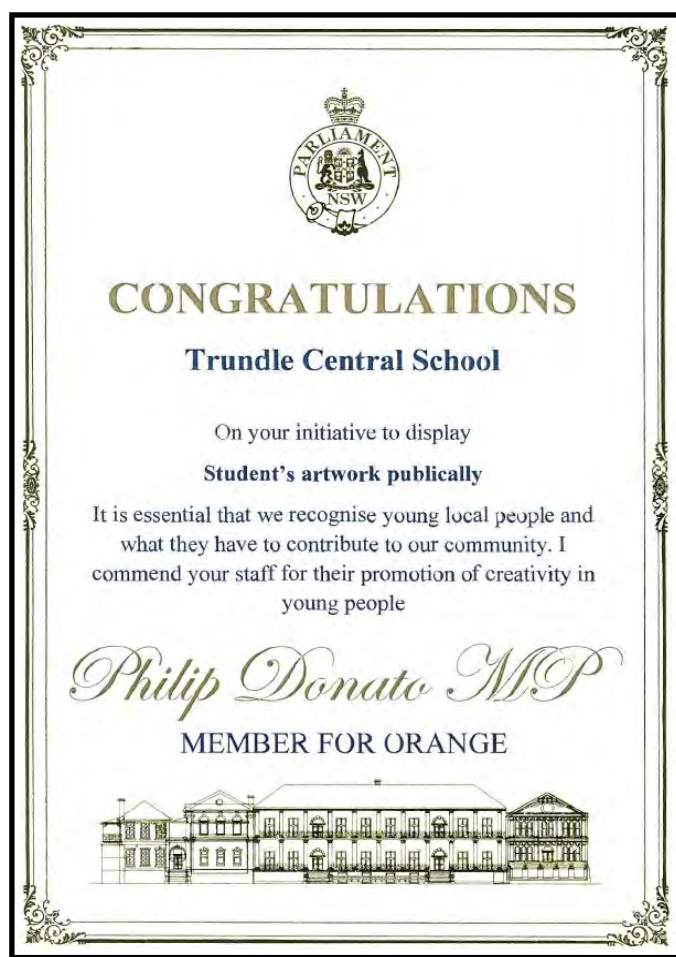 PARLIAMENT
NSW
CONGRATULATIONS
Trundle Central School
On your initiative to display
Student's artwork publically
It is essential that we recognise young local people and
what they have to contribute to our community. I
commend your staff for their promotion of creativity in
young people
Philip Donato MP
MEMBER FOR ORANGE